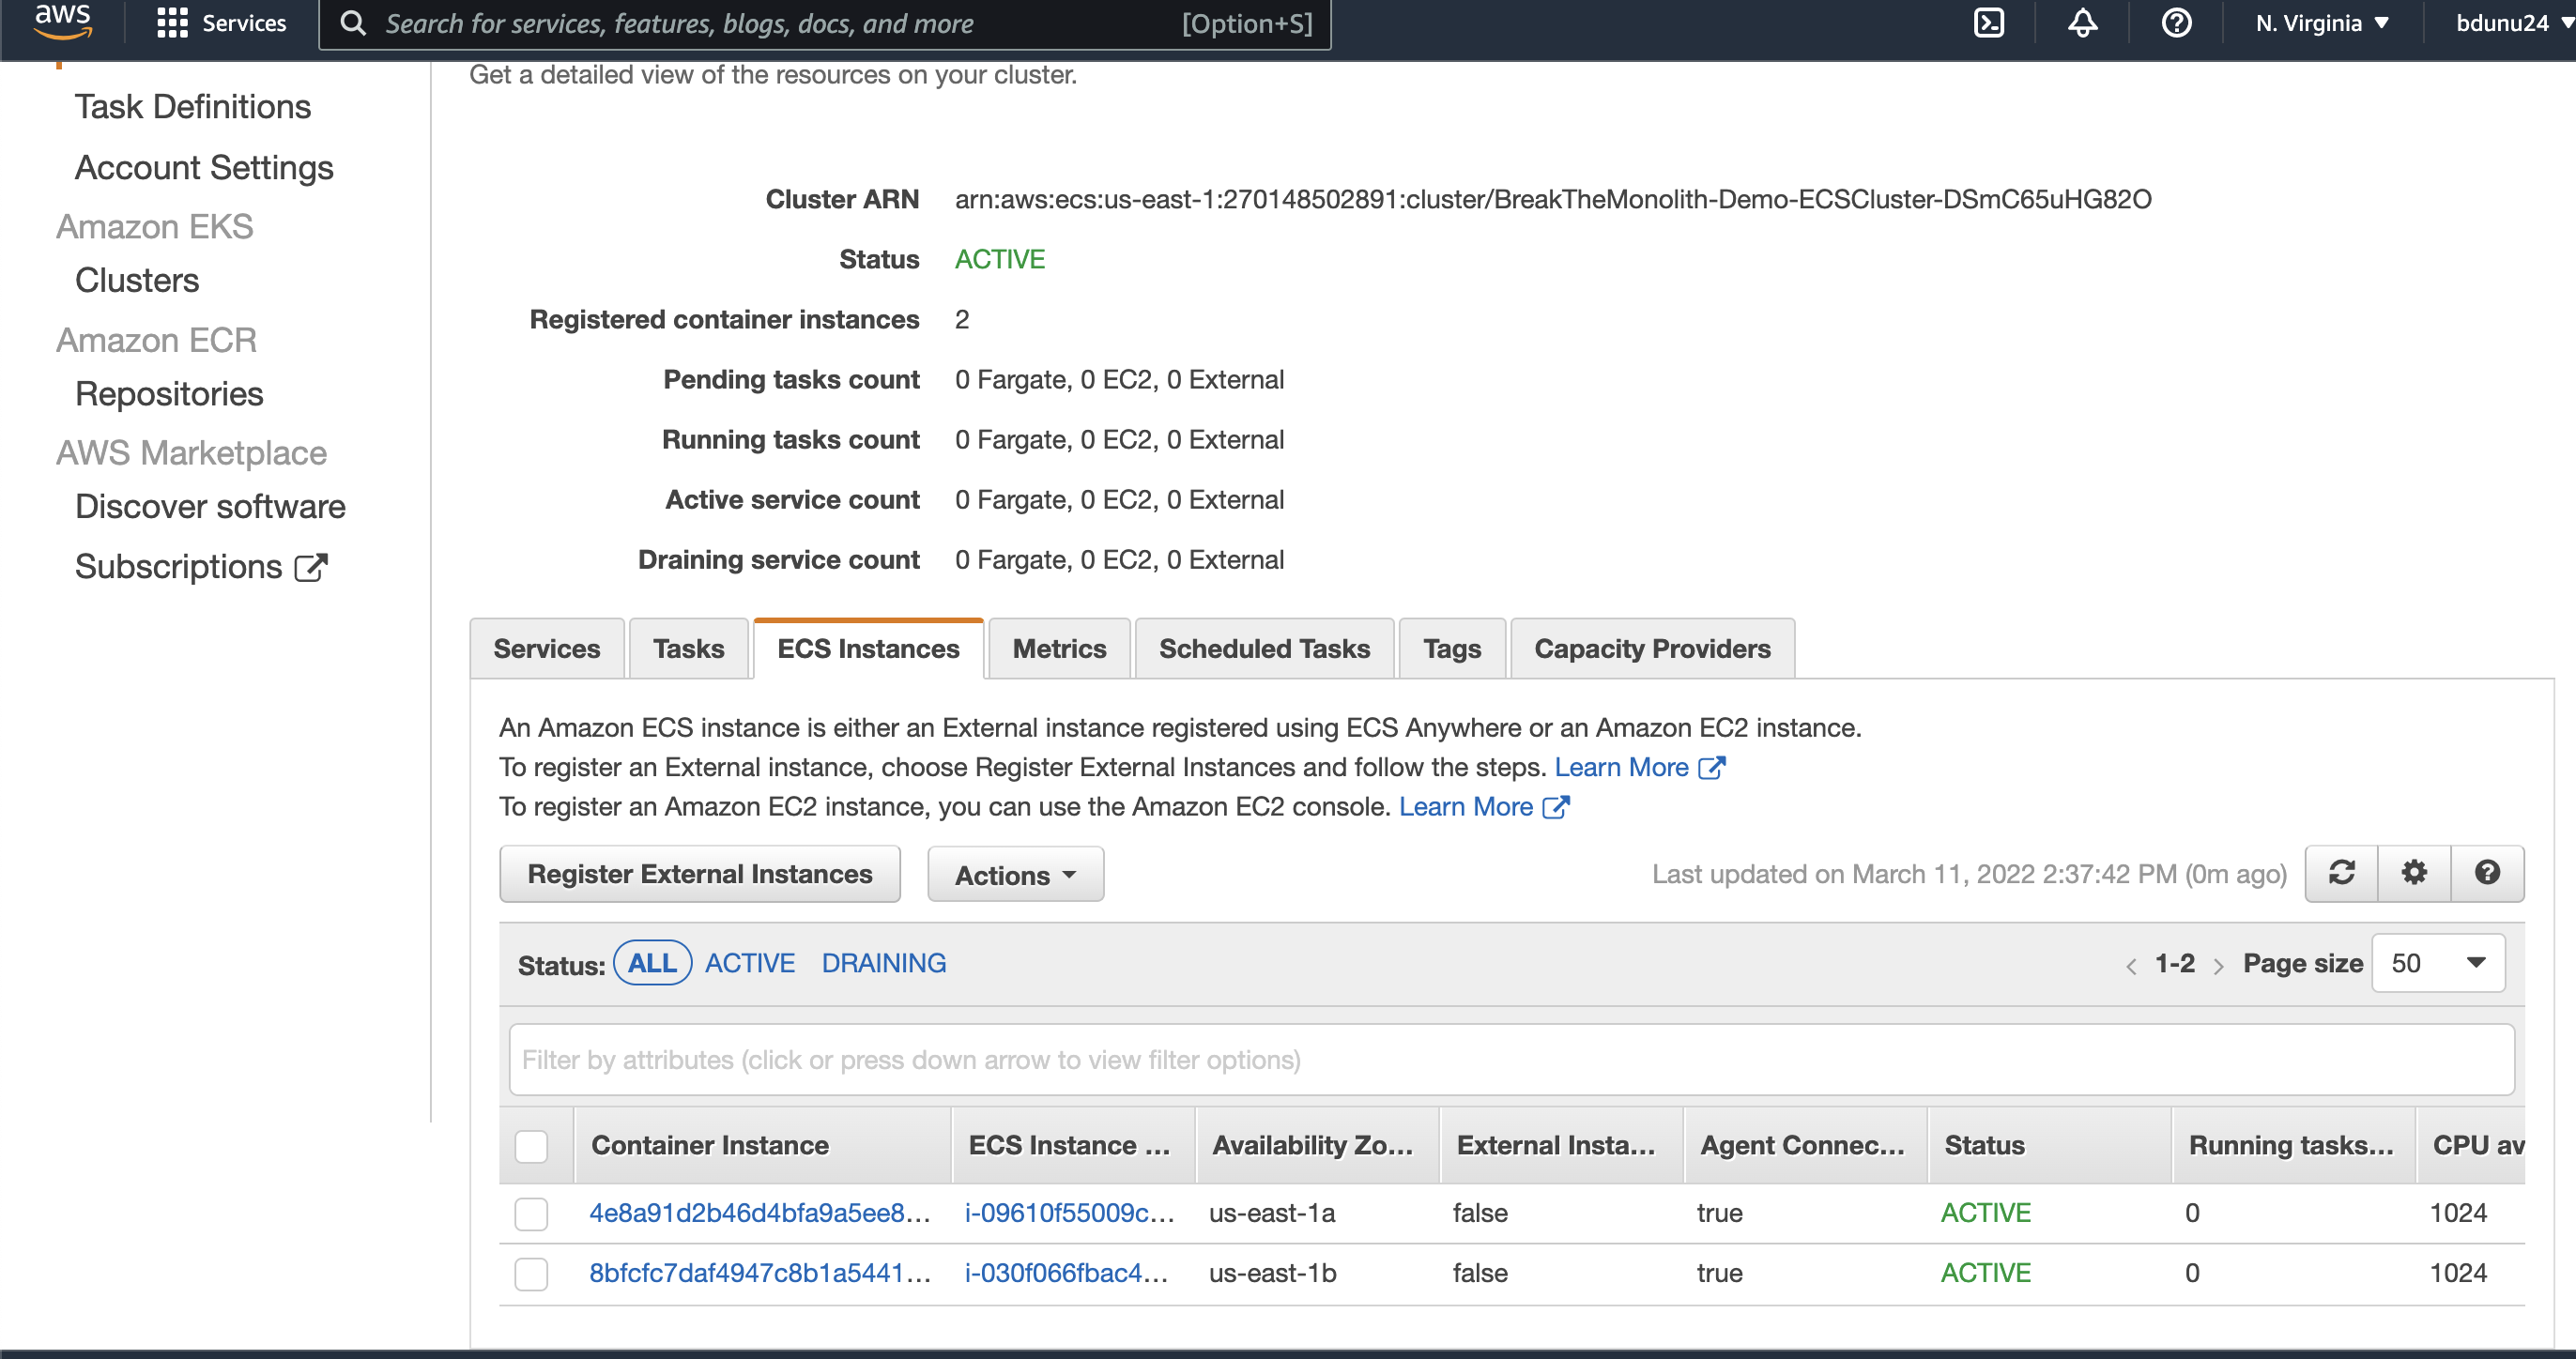 aws Services Search for services, features, blogs, docs, and more [Option+S] N. Virginia ▼ bdunu24 ▼
Get a detailed view of the resources on your cluster.
Task Definitions
Account Settings
Amazon EKS
Clusters
Amazon ECR
Repositories
AWS Marketplace
Discover software
Subscriptions
Cluster ARN arn:aws:ecs:us-east-1:270148502891:cluster/BreakTheMonolith-Demo-ECSCluster-DSmC65uHG82O
Status ACTIVE
Registered container instances 2
Pending tasks count 0 Fargate, 0 EC2, 0 External
Running tasks count 0 Fargate, 0 EC2, 0 External
Active service count 0 Fargate, 0 EC2, 0 External
Draining service count 0 Fargate, 0 EC2, 0 External
Services Tasks ECS Instances Metrics Scheduled Tasks Tags Capacity Providers
An Amazon ECS instance is either an External instance registered using ECS Anywhere or an Amazon EC2 instance.
To register an External instance, choose Register External Instances and follow the steps. Learn More
To register an Amazon EC2 instance, you can use the Amazon EC2 console. Learn More
Register External Instances Actions Last updated on March 11, 2022 2:37:42 PM (0m ago)
Status: ALL ACTIVE DRAINING < 1-2 > Page size 50
Filter by attributes (click or press down arrow to view filter options)
Container Instance ECS Instance ... Availability Zo... External Insta... Agent Connec... Status Running tasks... CPU av
4e8a91d2b46d4bfa9a5ee8... i-09610f55009c... us-east-1a false true ACTIVE 0 1024
8bfcfc7daf4947c8b1a5441... i-030f066fbac4... us-east-1b false true ACTIVE 0 1024